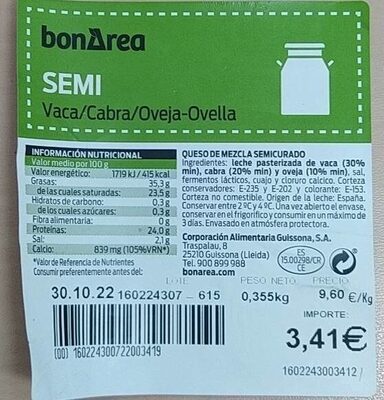 bonÀrea
SEMI
Vaca/Cabra/Oveja-Ovella
INFORMACIÓN NUTRICIONAL
Valor medio por 100 g
Valor energético: 1719 kJ / 415 kcal
Grasas: 35,3 g
de las cuales saturadas: 23,5 g
Hidratos de carbono: 0,3 g
de los cuales azúcares: 0,3 g
Fibra alimentaria: 0 g
Proteínas: 24,0 g
Sal: 2,1 g
Calcio: 839 mg (105%VRN*)
*Valor de Referencia de Nutrientes
Consumir preferentemente antes del:
QUESO DE MEZCLA SEMICURADO
Ingredientes: leche pasterizada de vaca (30%
min), cabra (20% min) y oveja (10% min), sal,
fermentos lácticos, cuajo y cloruro cálcico. Corteza
conservadores: E-235 y E-202 y colorante: E-153.
Corteza no comestible. Origen de la leche: España.
Conservar entre 2 ºC y 4 ºC. Una vez abierto el envase,
conservar en el frigorífico y consumir en un máximo de
3 días. Envasado en atmósfera protectora.
Corporación Alimentaria Guissona, S.A.
Traspalau, 8
25210 Guissona (Lleida)
Tel. 900 899 988
bonarea.com
ES
15.00298/CR
CE
LOTE PESO NETO PRECIO
30.10.22 160224307 - 615 0,355kg 9,60 €/Kg
IMPORTE:
3,41€
(00) 160224300722003419
1602243003412 /